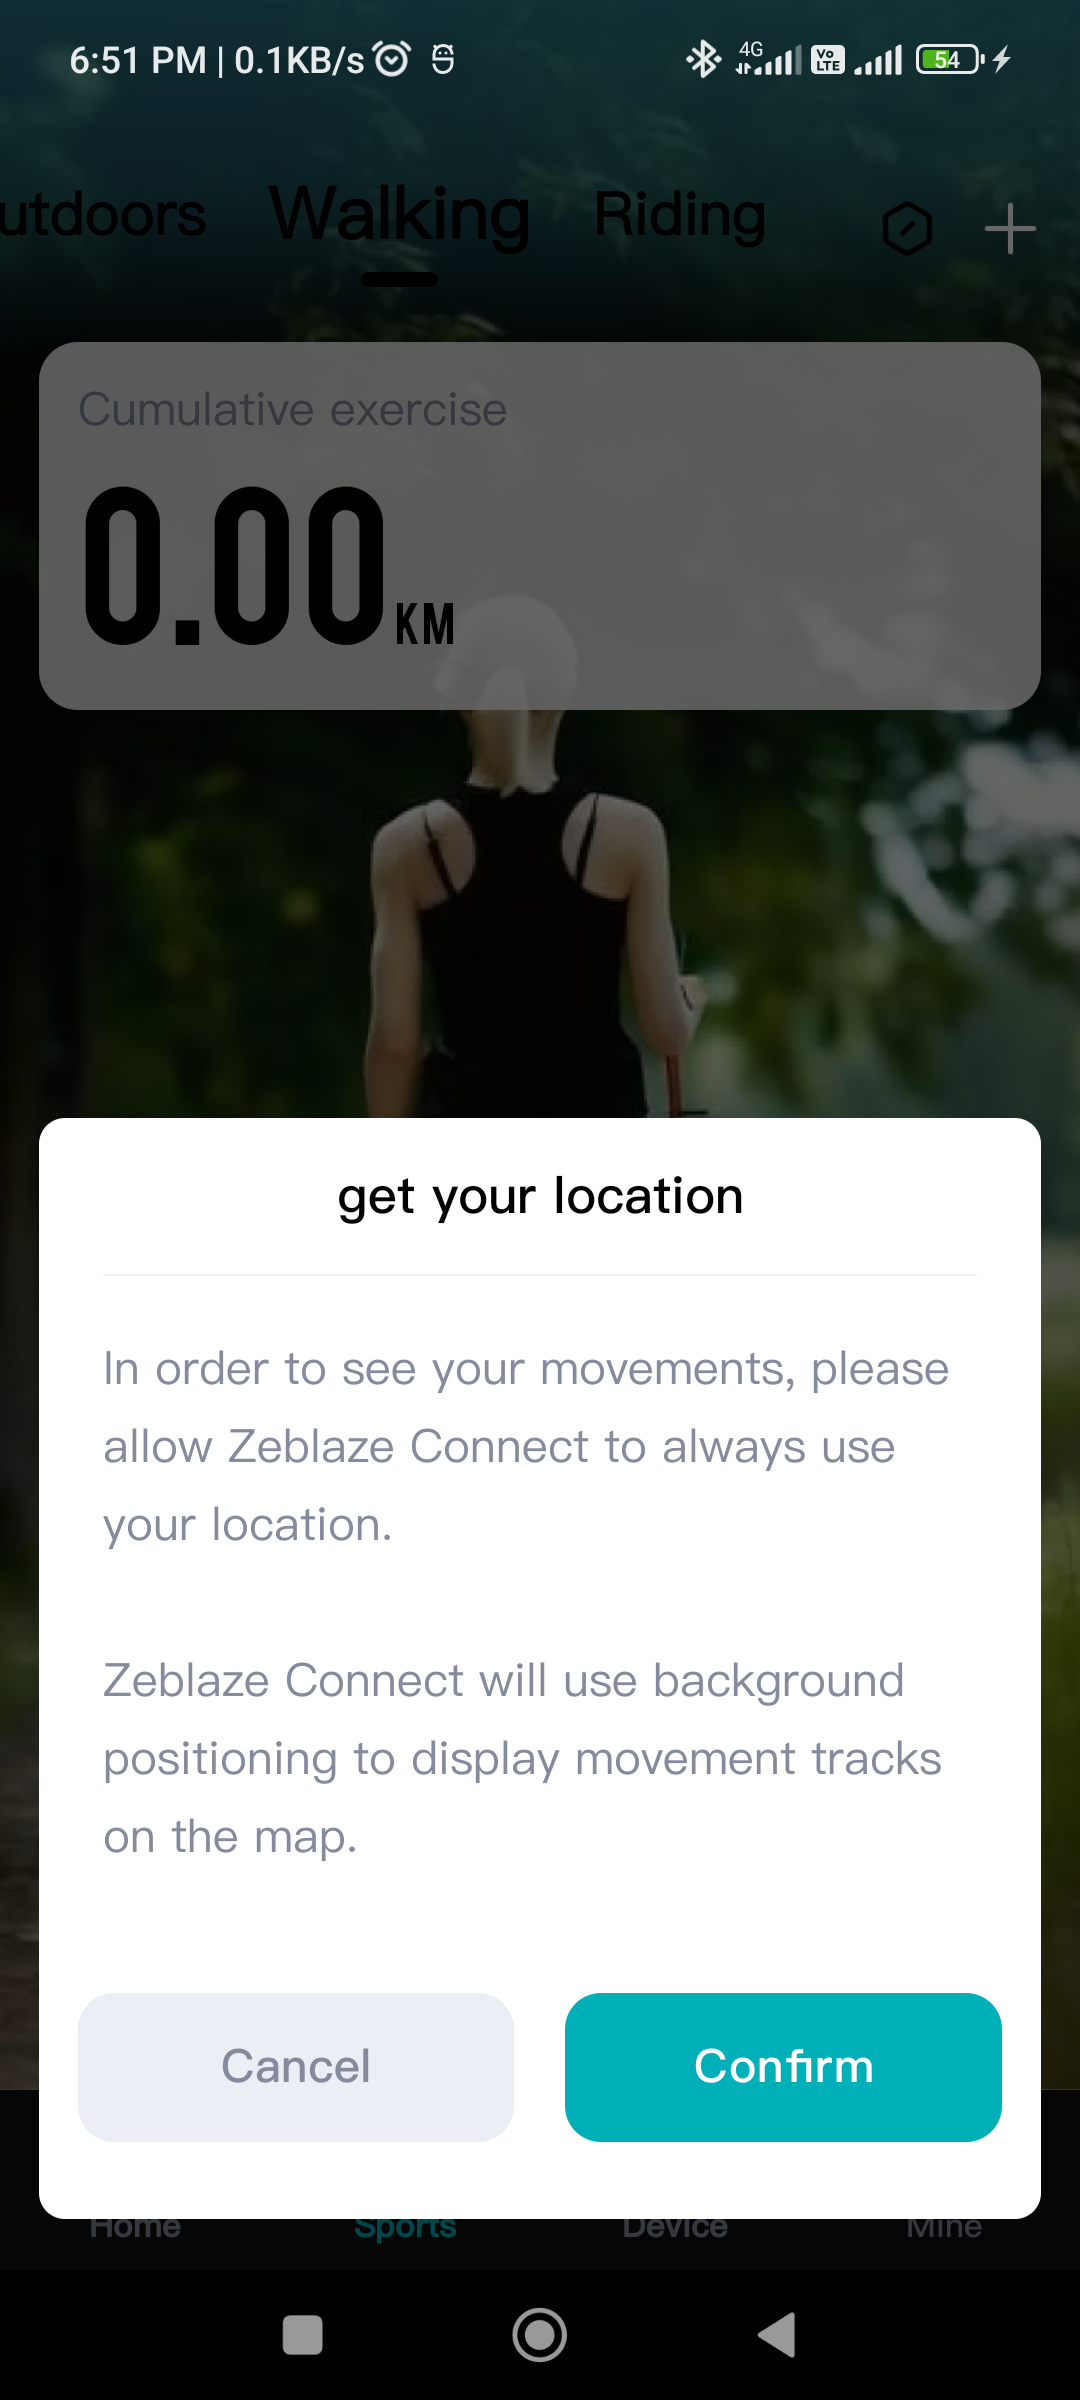 6:51 PM | 0.1KB/s 4G Vo LTE 54
utdoors Walking Riding
Cumulative exercise
0.00 KM
get your location
In order to see your movements, please
allow Zeblaze Connect to always use
your location.
Zeblaze Connect will use background
positioning to display movement tracks
on the map.
Cancel Confirm
Home Sports Device Mine